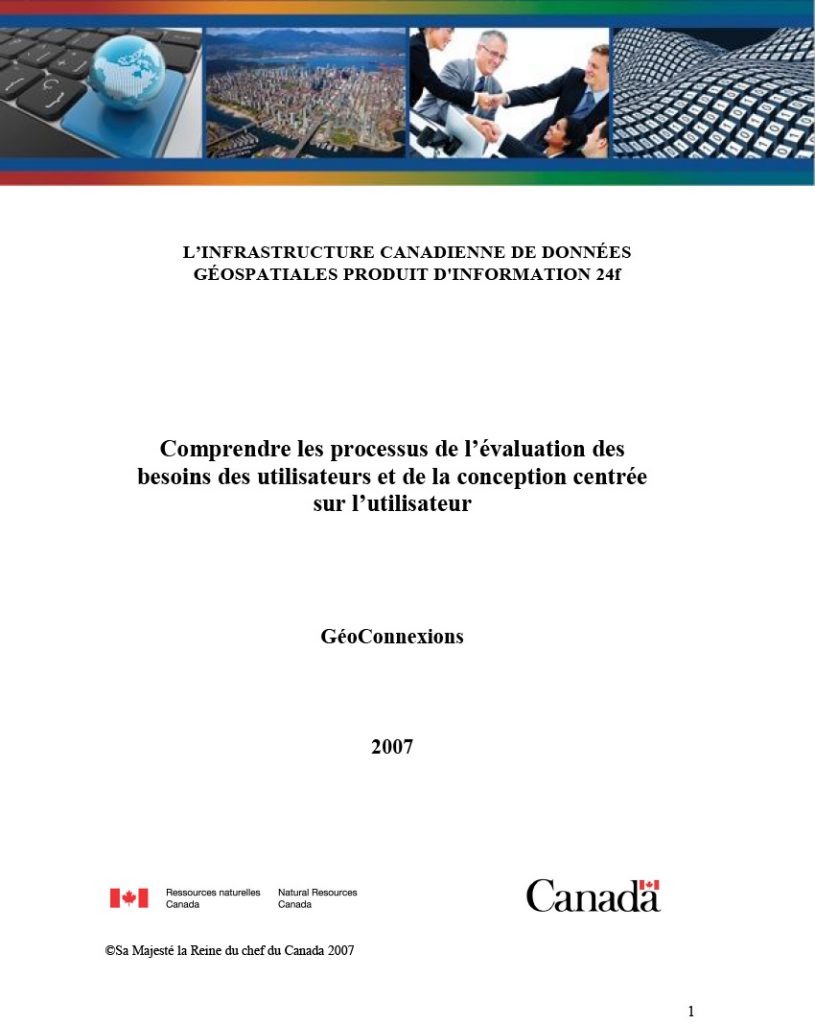 L’INFRASTRUCTURE CANADIENNE DE DONNÉES
GÉOSPATIALES PRODUIT D'INFORMATION 24f
Comprendre les processus de l’évaluation des
besoins des utilisateurs et de la conception centrée
sur l’utilisateur
GéoConnexions
2007
Ressources naturelles
Canada
Natural Resources
Canada
Canada
©Sa Majesté la Reine du chef du Canada 2007
1